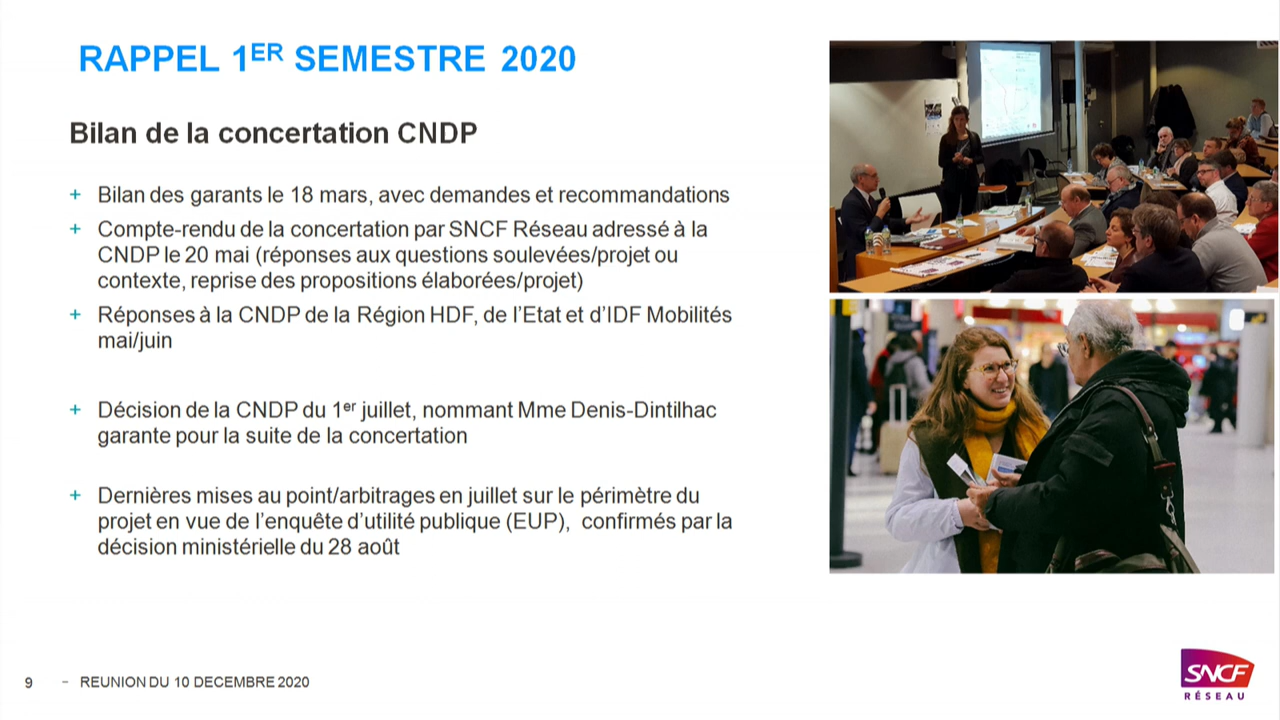 RAPPEL 1ER SEMESTRE 2020
Bilan de la concertation CNDP
+ Bilan des garants le 18 mars, avec demandes et recommandations
+ Compte-rendu de la concertation par SNCF Réseau adressé à la
CNDP le 20 mai (réponses aux questions soulevées/projet ou
contexte, reprise des propositions élaborées/projet)
+ Réponses à la CNDP de la Région HDF, de l’Etat et d’IDF Mobilités
mai/juin
+ Décision de la CNDP du 1er juillet, nommant Mme Denis-Dintilhac
garante pour la suite de la concertation
+ Dernières mises au point/arbitrages en juillet sur le périmètre du
projet en vue de l’enquête d’utilité publique (EUP), confirmés par la
décision ministérielle du 28 août
9 – REUNION DU 10 DECEMBRE 2020
SNCF
RÉSEAU